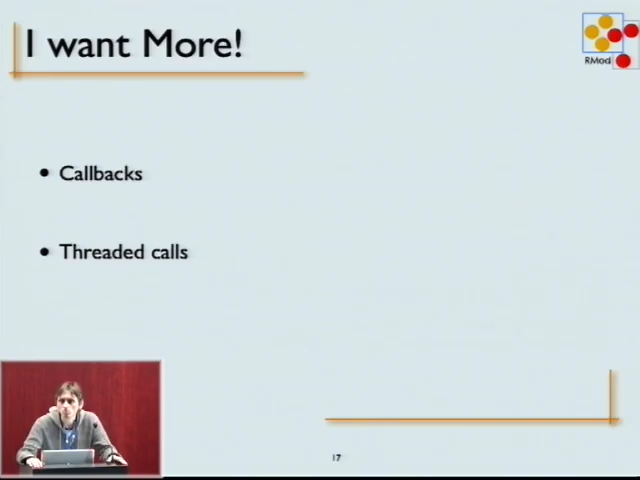 I want More!
RMod
• Callbacks
• Threaded calls
17